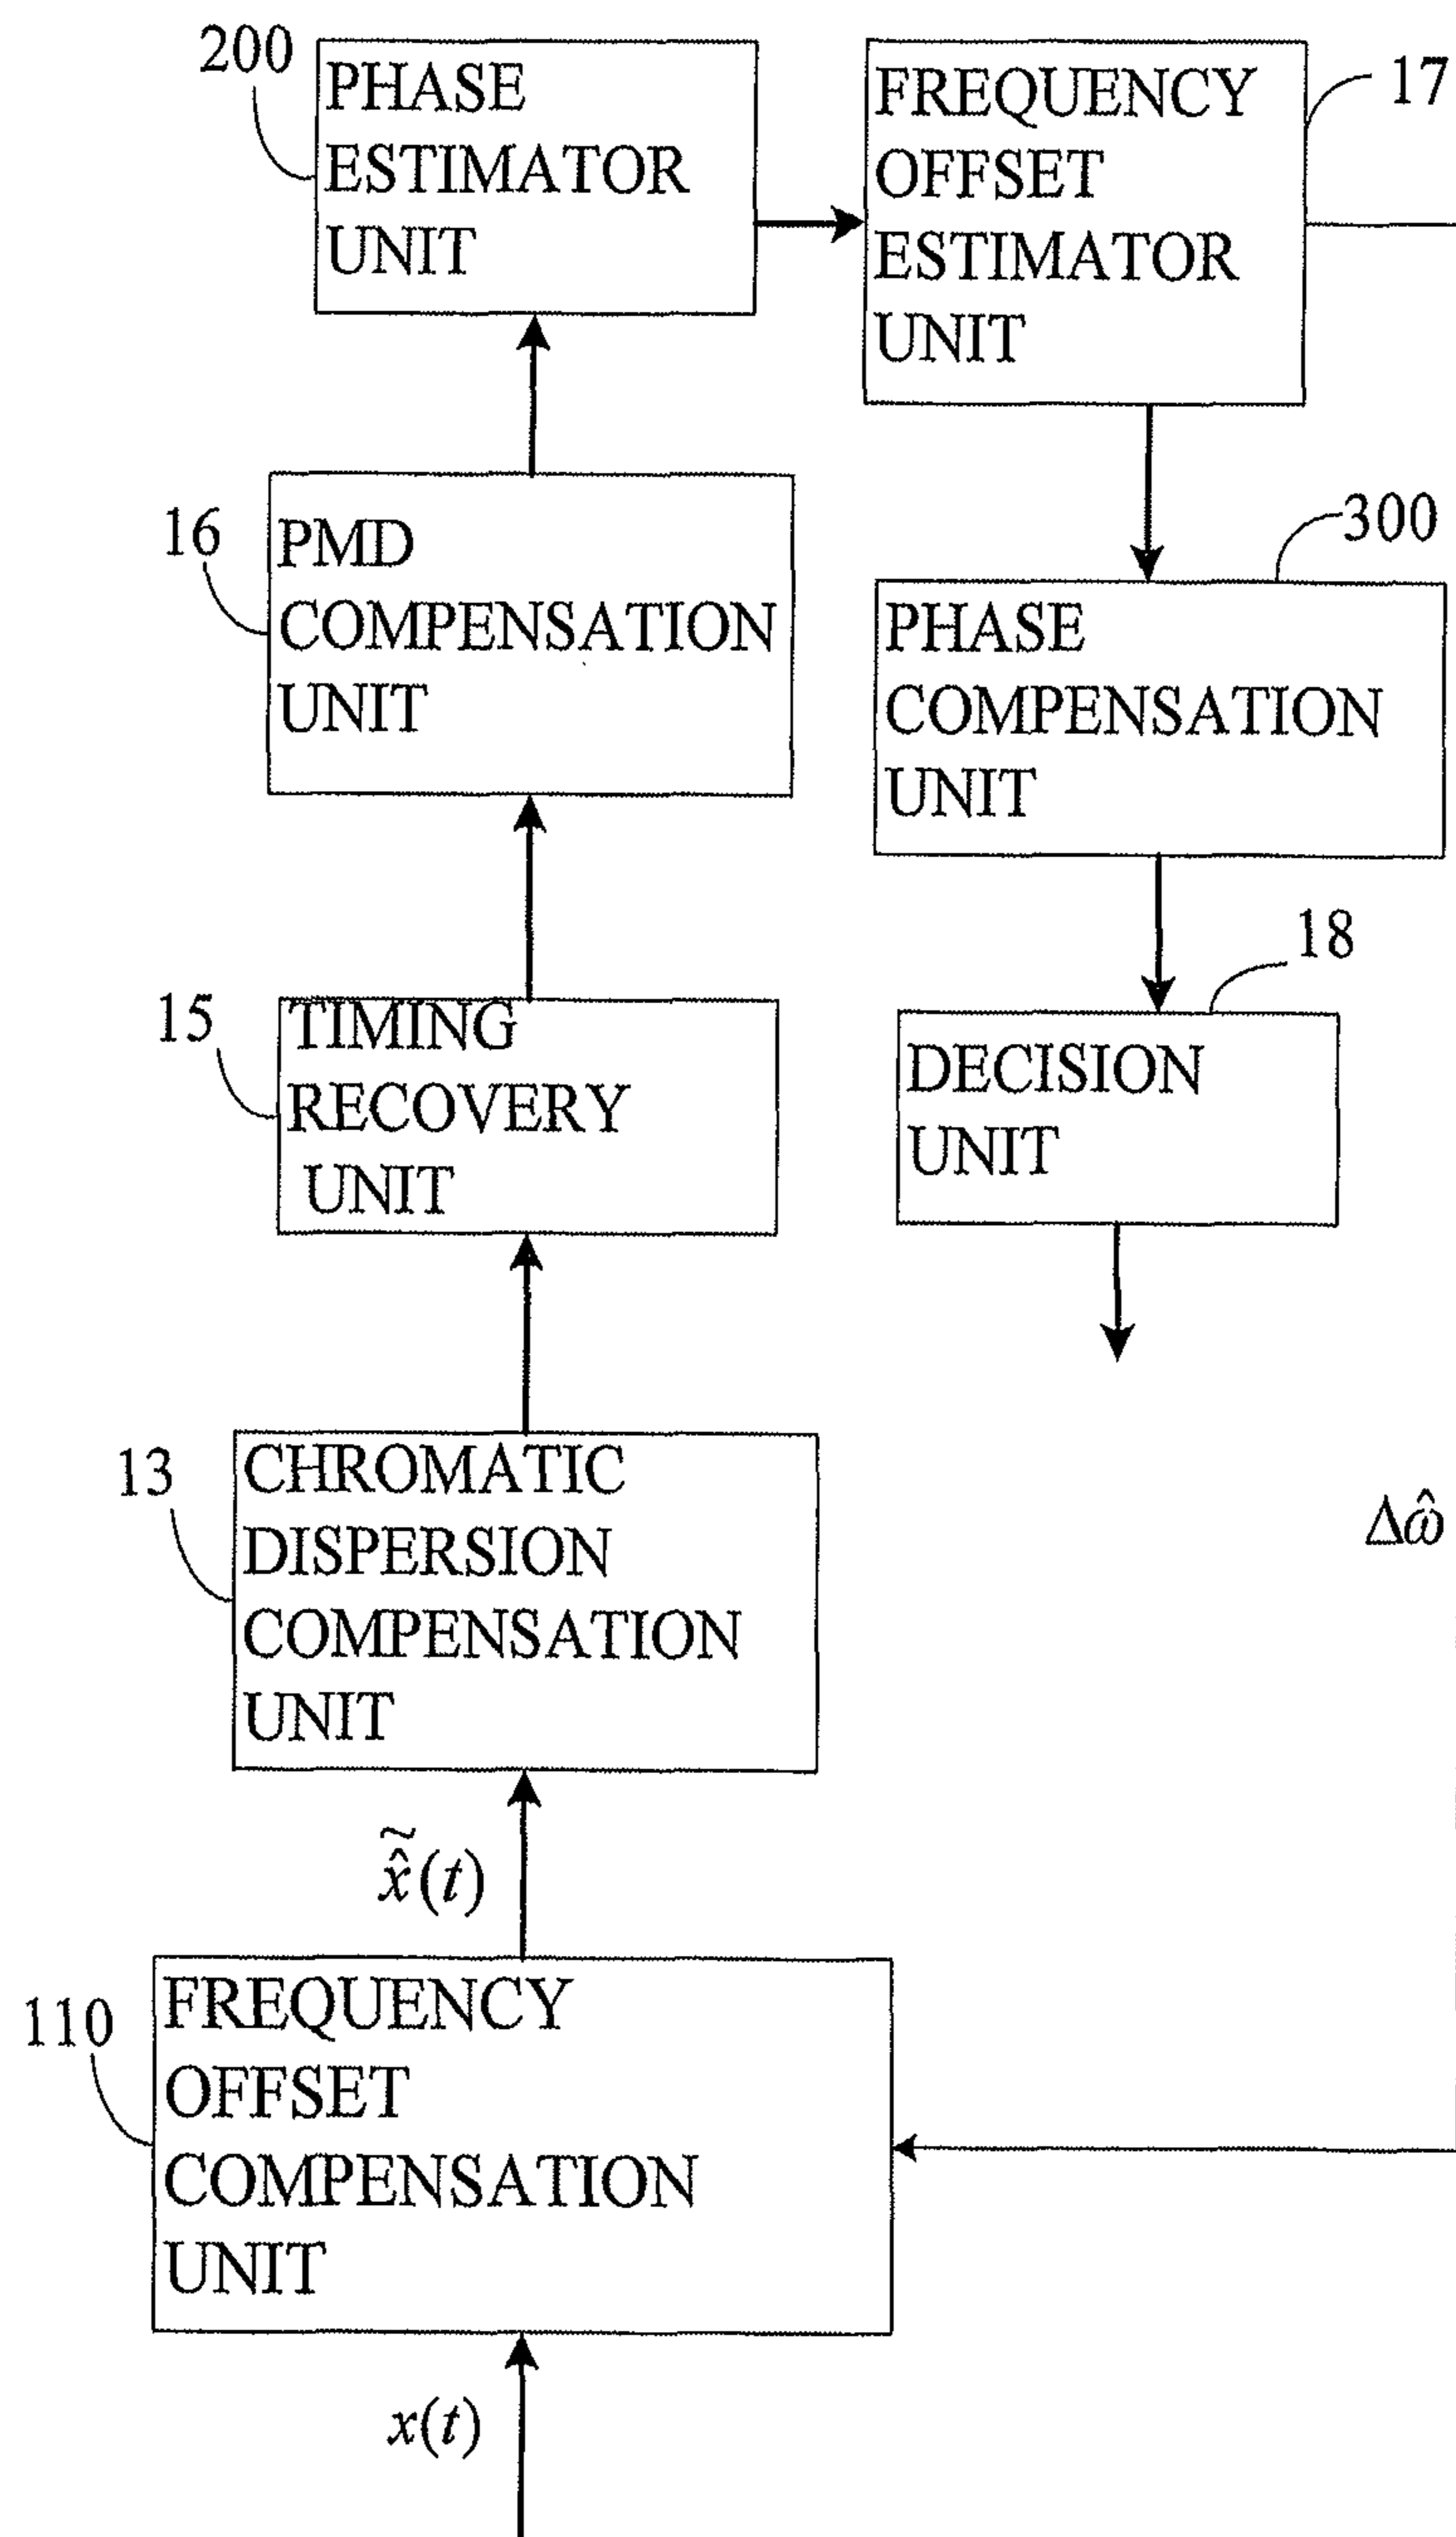 200
PHASE
ESTIMATOR
UNIT
FREQUENCY
OFFSET
ESTIMATOR
UNIT
17
16
PMD
COMPENSATION
UNIT
300
PHASE
COMPENSATION
UNIT
15
TIMING
RECOVERY
UNIT
18
DECISION
UNIT
13
CHROMATIC
DISPERSION
COMPENSATION
UNIT
Δω̂
x̂̃(t)
110
FREQUENCY
OFFSET
COMPENSATION
UNIT
x(t)